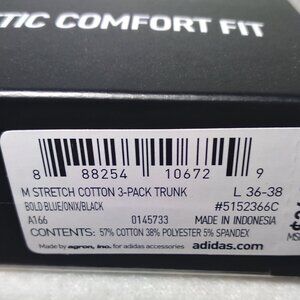 TIC COMFORT FIT
8 88254 10672 9
M STRETCH COTTON 3-PACK TRUNK L 36-38
BOLD BLUE/ONIX/BLACK #5152366C
A166 0145733 MADE IN INDONESIA
CONTENTS: 57% COTTON 38% POLYESTER 5% SPANDEX
Made by agron, inc. for adidas accessories adidas.com
MS